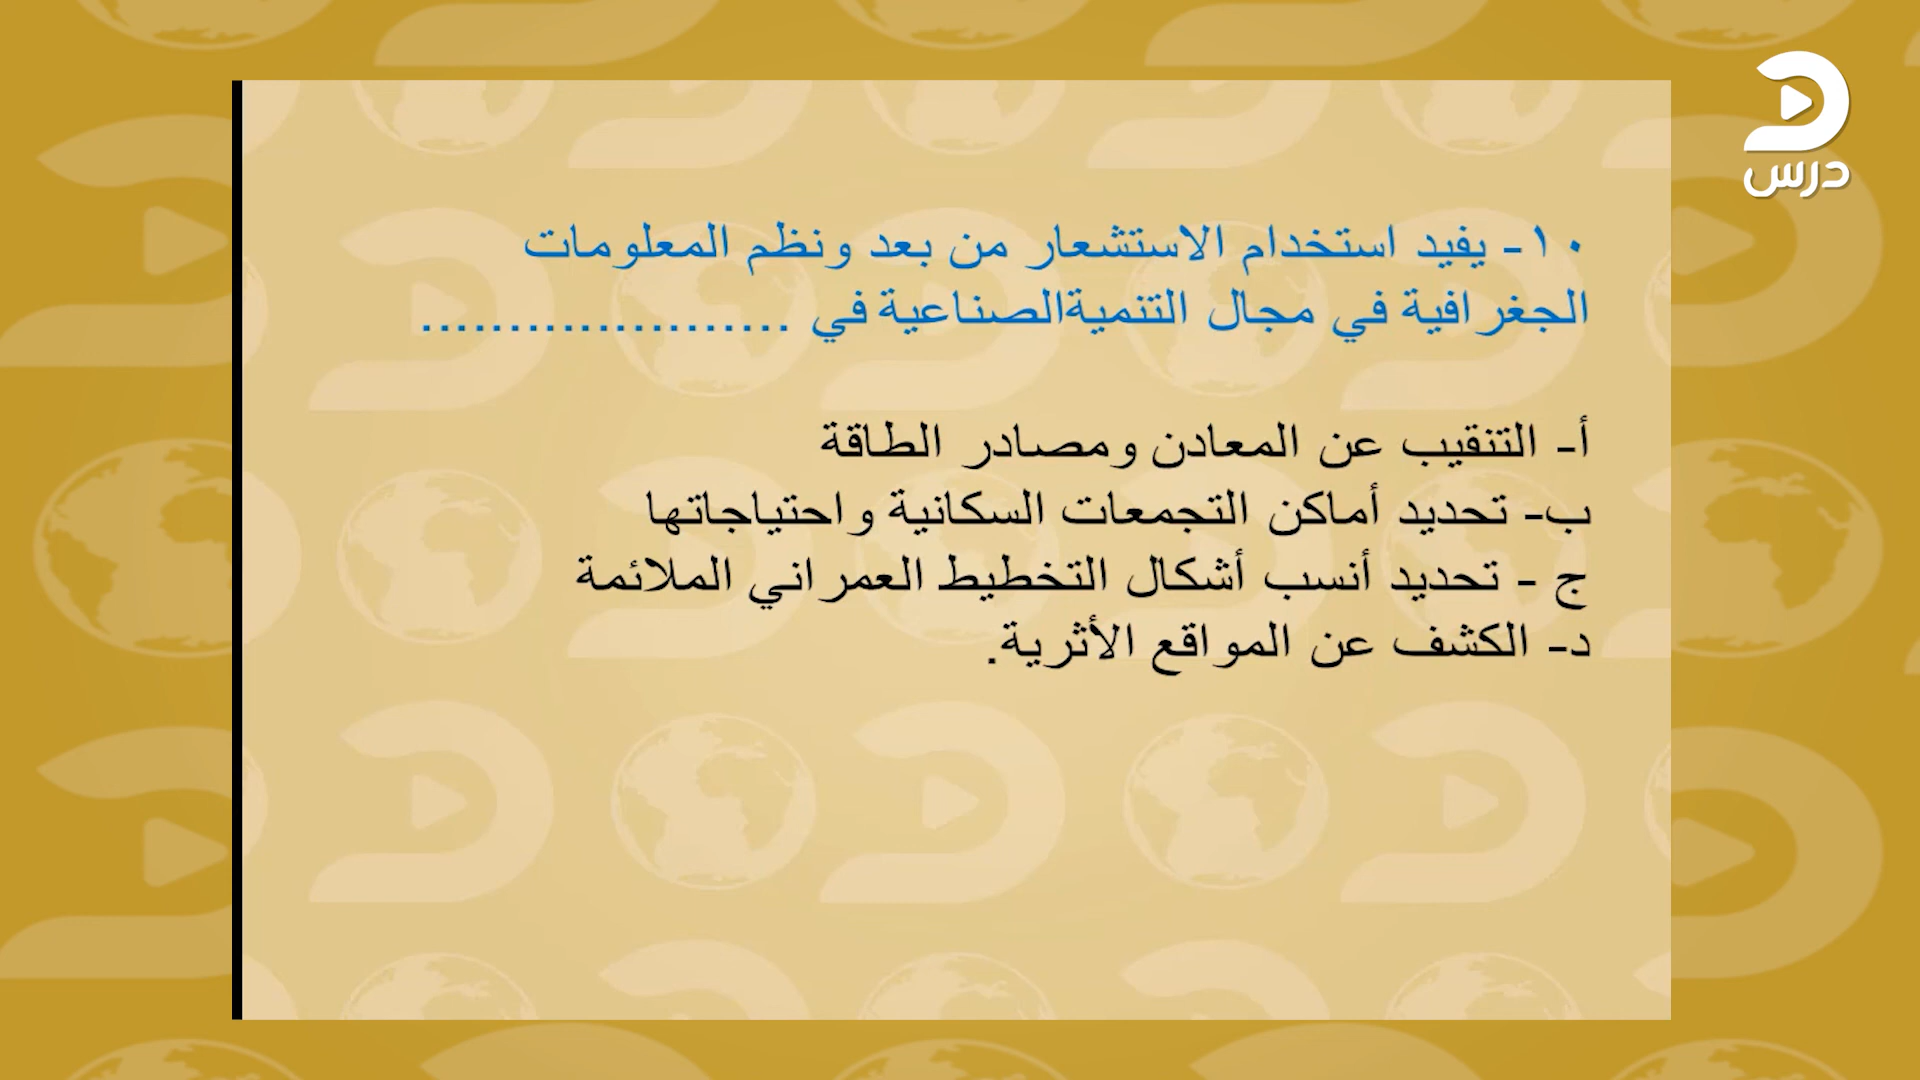 درس
١٠- يفيد استخدام الاستشعار من بعد ونظم المعلومات
الجغرافية في مجال التنميةالصناعية في .....................
أ- التنقيب عن المعادن ومصادر الطاقة
ب- تحديد أماكن التجمعات السكانية واحتياجاتها
ج - تحديد أنسب أشكال التخطيط العمراني الملائمة
د- الكشف عن المواقع الأثرية.